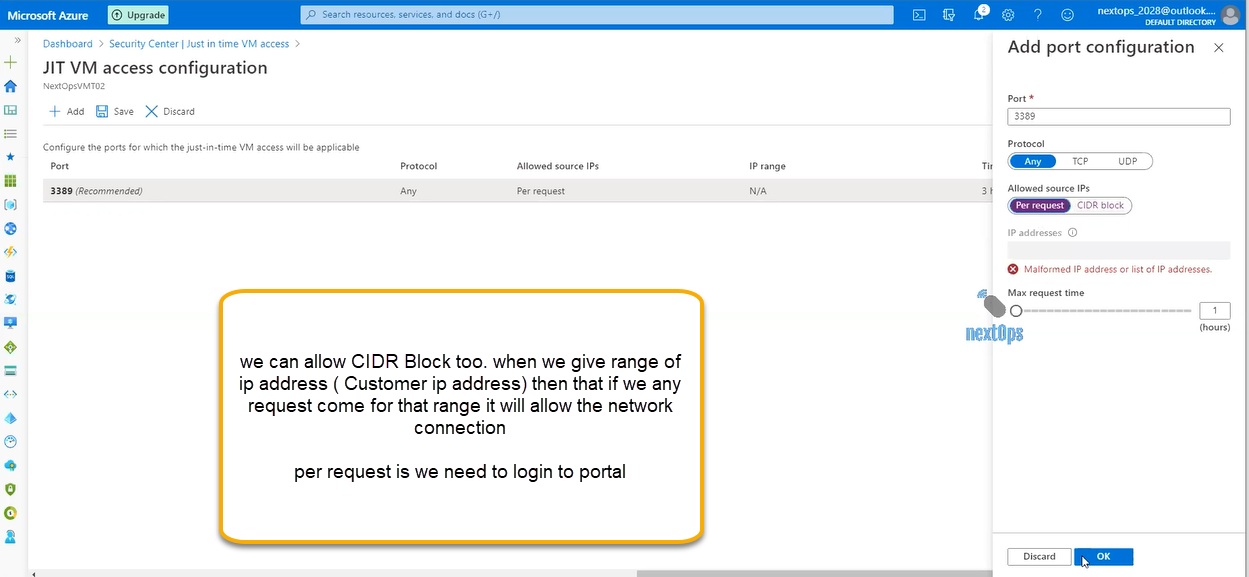 Microsoft Azure
Upgrade
Search resources, services, and docs (G+/)
2
nextops_2028@outlook....
DEFAULT DIRECTORY
Dashboard > Security Center | Just in time VM access >
JIT VM access configuration
NextOpsVMT02
Add Save Discard
Configure the ports for which the just-in-time VM access will be applicable
Port Protocol Allowed source IPs IP range
3389 (Recommended) Any Per request N/A
Add port configuration
Port *
3389
Protocol
Any TCP UDP
Allowed source IPs
Per request CIDR block
IP addresses
Malformed IP address or list of IP addresses.
Max request time
1
(hours)
nextOps
we can allow CIDR Block too. when we give range of
ip address ( Customer ip address) then that if we any
request come for that range it will allow the network
connection
per request is we need to login to portal
Discard OK